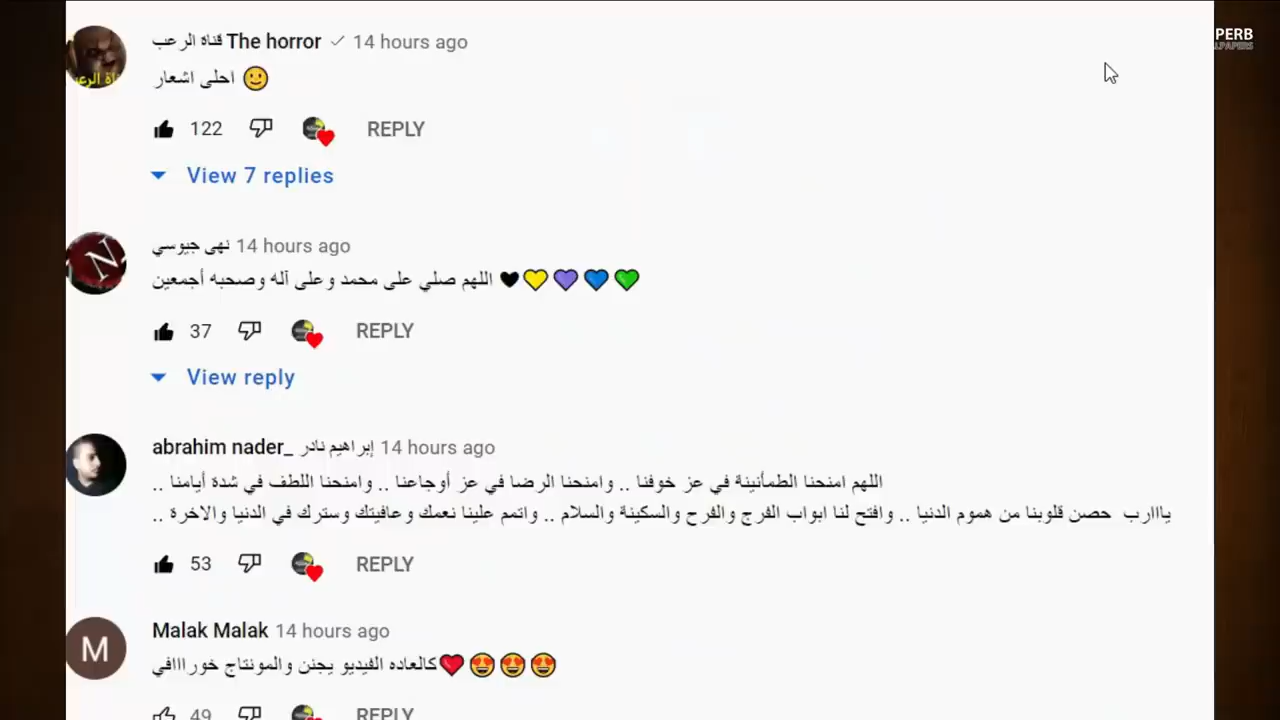 PERB
قناة الرعب The horror 14 hours ago
احلى اشعار 🙂
122 REPLY
View 7 replies
نهى جيوسي 14 hours ago
اللهم صلي على محمد وعلى آله وصحبه أجمعين 🖤💛💜💙💚
37 REPLY
View reply
abrahim nader_ إبراهيم نادر 14 hours ago
اللهم امنحنا الطمأنينة في عز خوفنا .. وامنحنا الرضا في عز أوجاعنا .. وامنحنا اللطف في شدة أيامنا ..
يااارب حصن قلوبنا من هموم الدنيا .. وافتح لنا ابواب الفرج والفرح والسكينة والسلام .. واتمم علينا نعمك وعافيتك وسترك في الدنيا والاخرة ..
53 REPLY
M
Malak Malak 14 hours ago
كالعاده الفيديو يجنن والمونتاج خورااافي❤️😍😍😍
49 REPLY